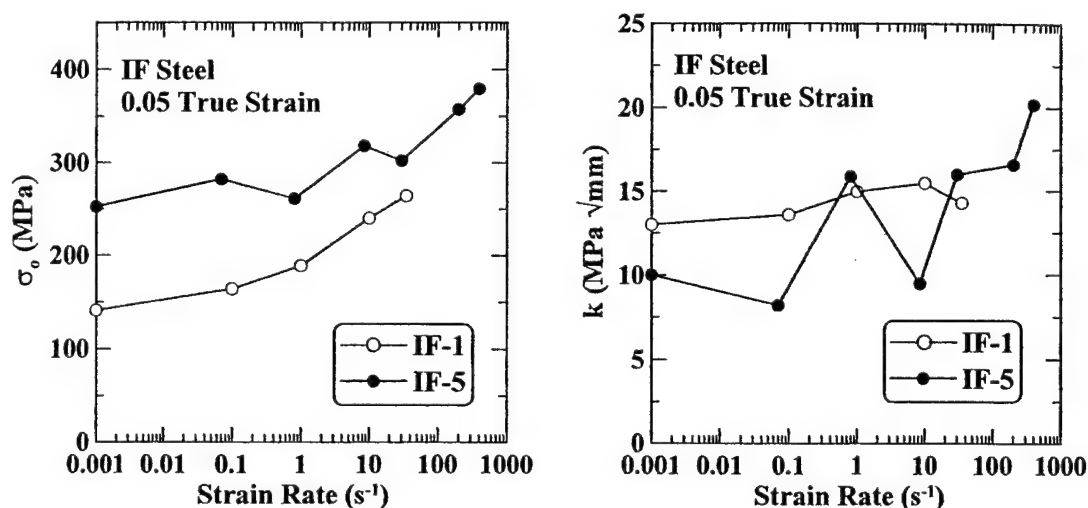 400
300
200
100
0
σₒ (MPa)
IF Steel
0.05 True Strain
IF-1
IF-5
0.001 0.01 0.1 1 10 100 1000
Strain Rate (s⁻¹)
25
20
15
10
5
0
k (MPa √mm)
IF Steel
0.05 True Strain
IF-1
IF-5
0.001 0.01 0.1 1 10 100 1000
Strain Rate (s⁻¹)